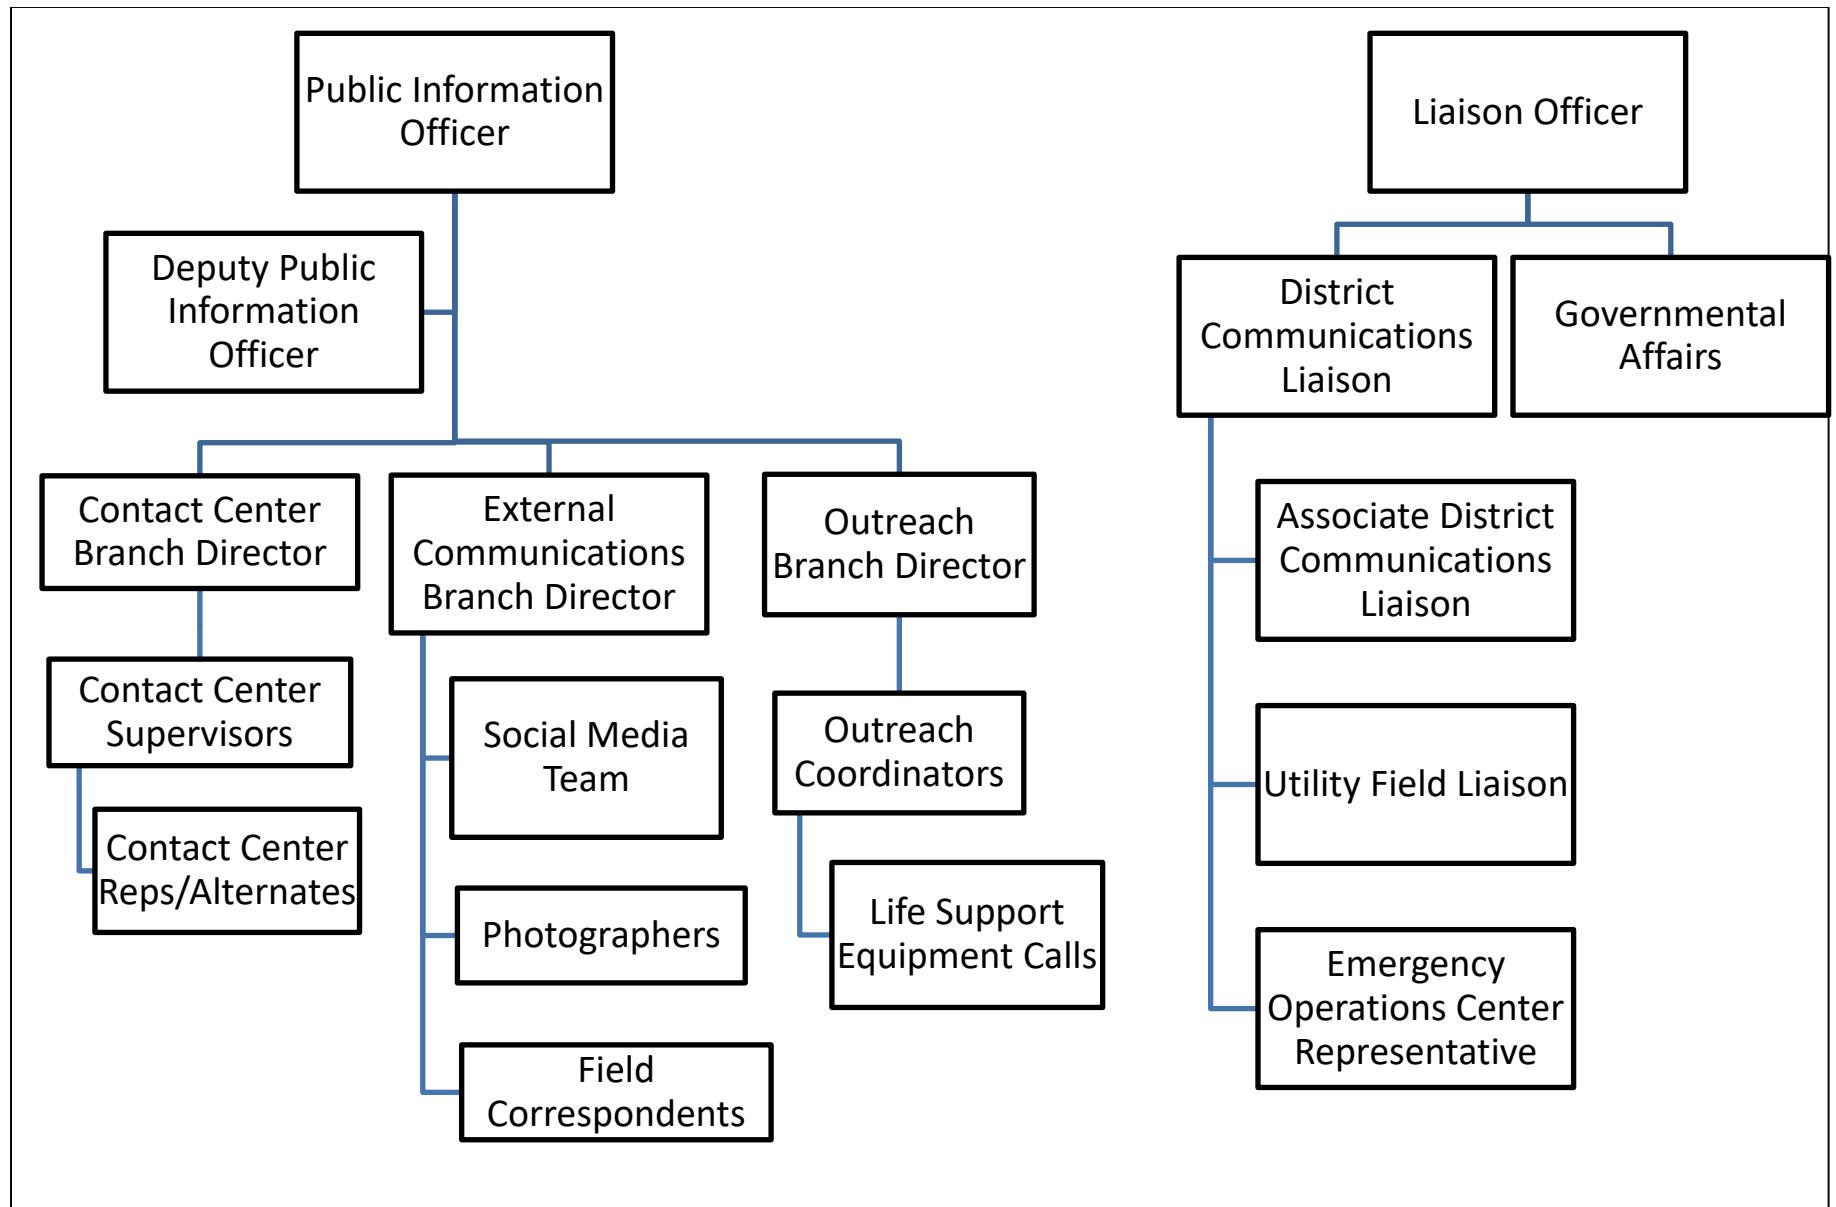 Public Information
Officer
Deputy Public
Information
Officer
Contact Center
Branch Director
Contact Center
Supervisors
Contact Center
Reps/Alternates
External
Communications
Branch Director
Social Media
Team
Photographers
Field
Correspondents
Outreach
Branch Director
Outreach
Coordinators
Life Support
Equipment Calls
Liaison Officer
District
Communications
Liaison
Governmental
Affairs
Associate District
Communications
Liaison
Utility Field Liaison
Emergency
Operations Center
Representative